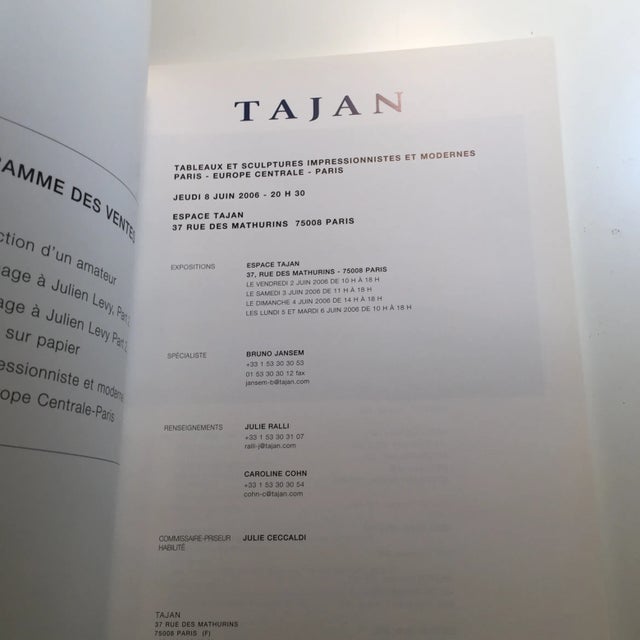 DES VENTES
d'un amateur
à Julien Levy, Part
à Julien Levy Part
sur papier
et
Centrale-Paris
TAJAN
TABLEAUX ET SCULPTURES IMPRESSIONNISTES ET MODERNES
PARIS - EUROPE CENTRALE - PARIS
JEUDI 8 JUIN 2006 - 20 H 30
ESPACE TAJAN
37 RUE DES MATHURINS 75008 PARIS
EXPOSITIONS
ESPACE TAJAN
37, RUE DES MATHURINS - 75008 PARIS
LE VENDREDI 2 JUIN 2006 DE 10 H À 18 H
LE SAMEDI 3 JUIN 2006 DE 11 H À 18 H
LE DIMANCHE 4 JUIN 2006 DE 14 H À 18 H
LES LUNDI 5 ET MARDI 6 JUIN 2006 DE 10 H À 18 H
SPÉCIALISTE
BRUNO JANSEM
+33 1 53 30 30 53
01 53 30 30 12 fax
jansem-b@tajan.com
RENSEIGNEMENTS
JULIE RALLI
+33 1 53 30 31 07
ralli-j@tajan.com
CAROLINE COHN
+33 1 53 30 30 54
cohn-c@tajan.com
COMMISSAIRE-PRISEUR
HABILITÉ
JULIE CECCALDI
TAJAN
37 RUE DES MATHURINS
75008 PARIS (F)